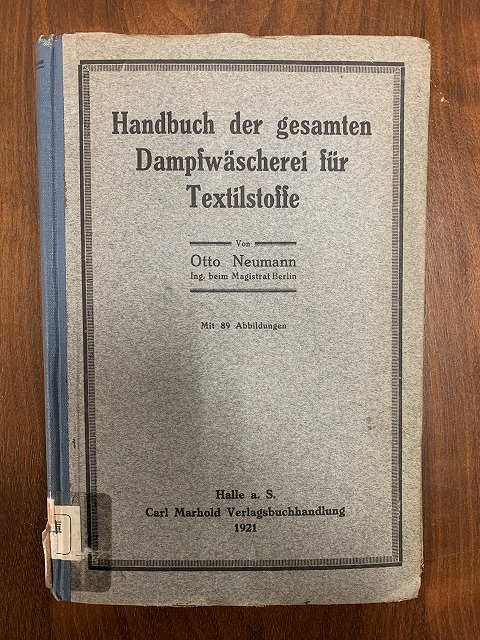 Handbuch der gesamten
Dampfwäscherei für
Textilstoffe
Von
Otto Neumann
Ing. beim Magistrat Berlin
Mit 89 Abbildungen
Halle a. S.
Carl Marhold Verlagsbuchhandlung
1921